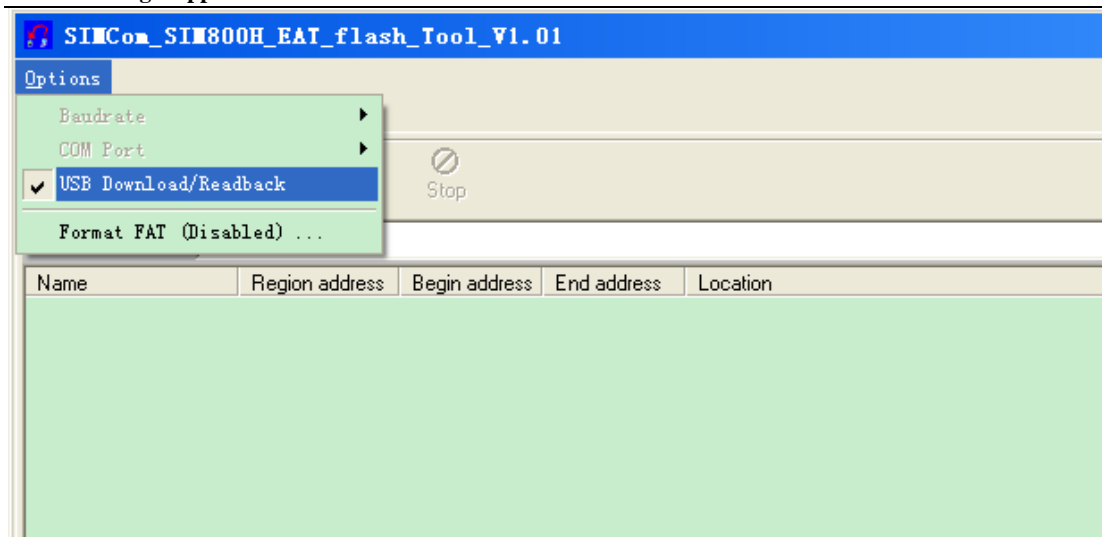 SIMCom_SIM800H_EAT_flash_Tool_V1.01
Options
Baudrate
COM Port
USB Download/Readback
Stop
Format FAT (Disabled) ...
Name Region address Begin address End address Location